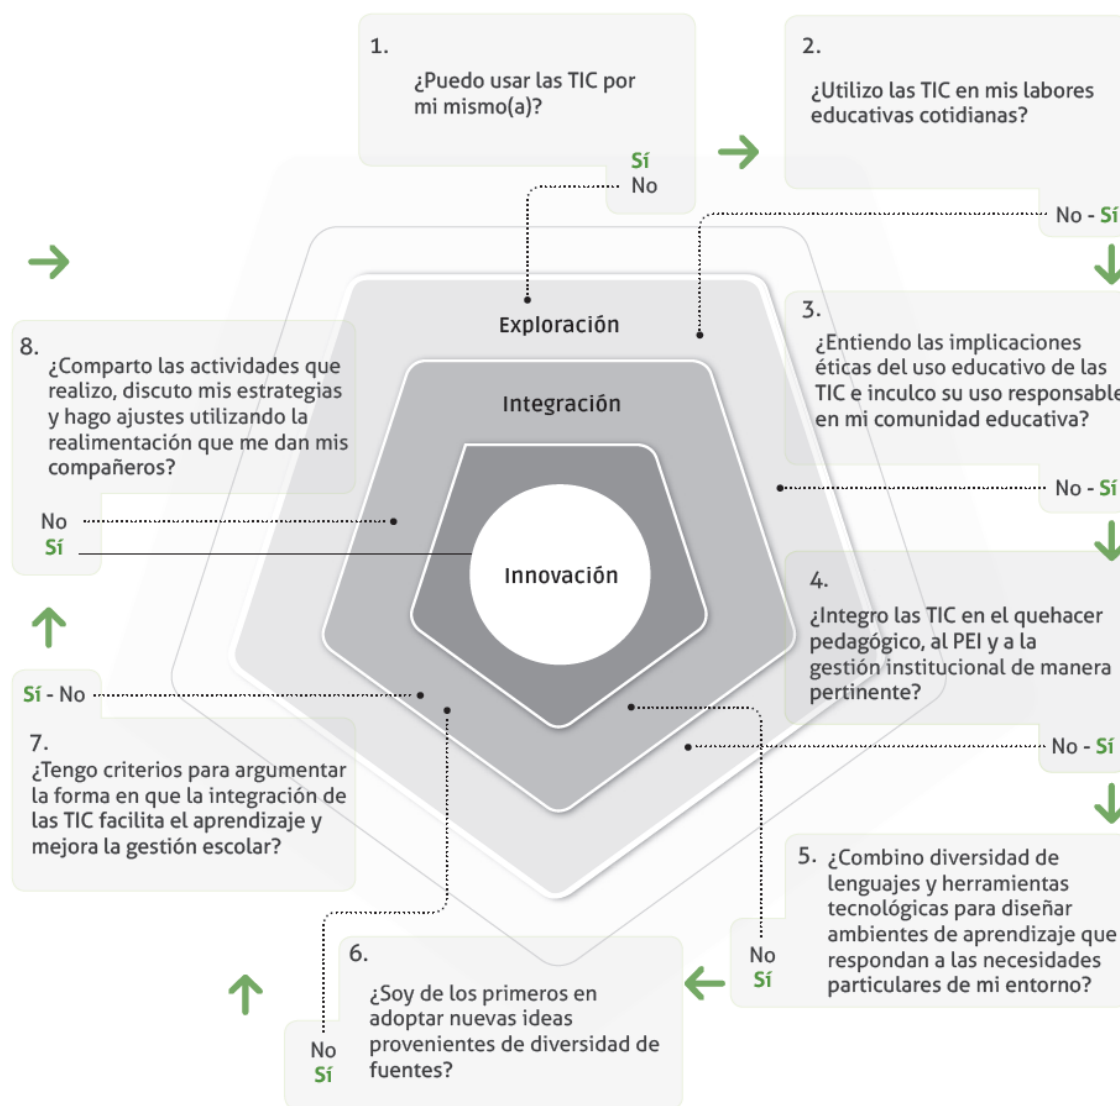 1.
¿Puedo usar las TIC por
mi mismo(a)?
Sí
No
2.
¿Utilizo las TIC en mis labores
educativas cotidianas?
No - Sí
3.
¿Entiendo las implicaciones
éticas del uso educativo de las
TIC e inculco su uso responsable
en mi comunidad educativa?
No - Sí
4.
¿Integro las TIC en el quehacer
pedagógico, al PEI y a la
gestión institucional de manera
pertinente?
No - Sí
5. ¿Combino diversidad de
lenguajes y herramientas
tecnológicas para diseñar
ambientes de aprendizaje que
respondan a las necesidades
particulares de mi entorno?
No
Sí
6.
¿Soy de los primeros en
adoptar nuevas ideas
provenientes de diversidad de
fuentes?
No
Sí
Sí - No
7.
¿Tengo criterios para argumentar
la forma en que la integración de
las TIC facilita el aprendizaje y
mejora la gestión escolar?
8.
¿Comparto las actividades que
realizo, discuto mis estrategias
y hago ajustes utilizando la
realimentación que me dan mis
compañeros?
No
Sí
Exploración
Integración
Innovación